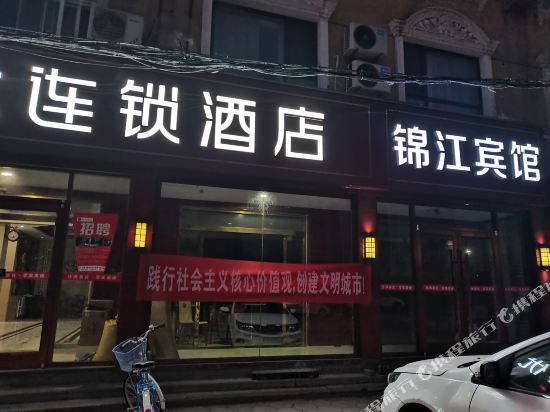 连锁酒店
锦江宾馆
招聘
践行社会主义核心价值观,创建文明城市!
携程旅行